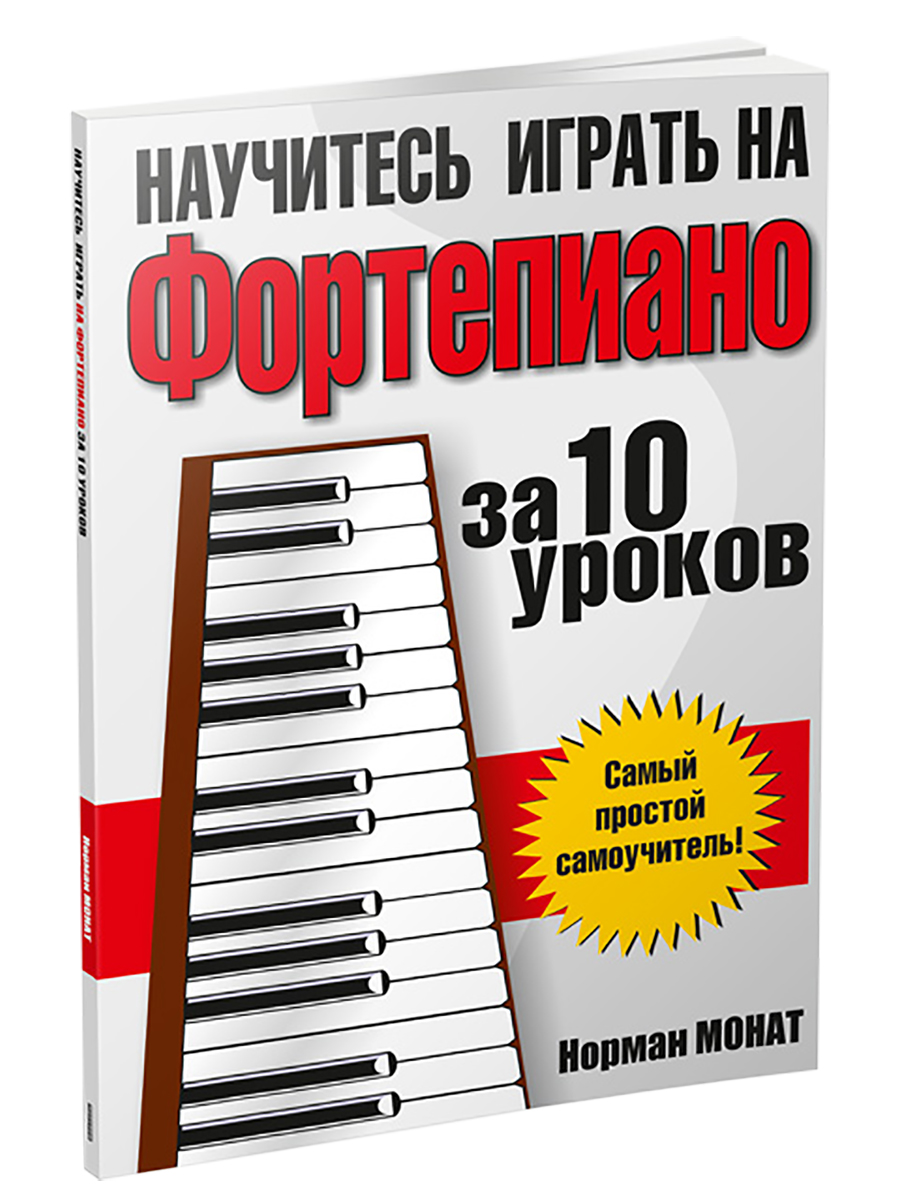 НАУЧИТЕСЬ ИГРАТЬ НА
Фортепиано
за 10
уроков
Самый
простой
самоучитель!
Норман МОНАТ
НАУЧИТЕСЬ ИГРАТЬ НА ФОРТЕПИАНО ЗА 10 УРОКОВ
Норман МОНАТ